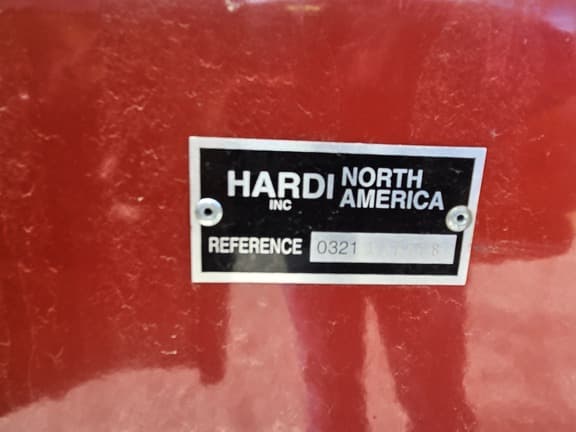 HARDI NORTH AMERICA
INC
REFERENCE 0321